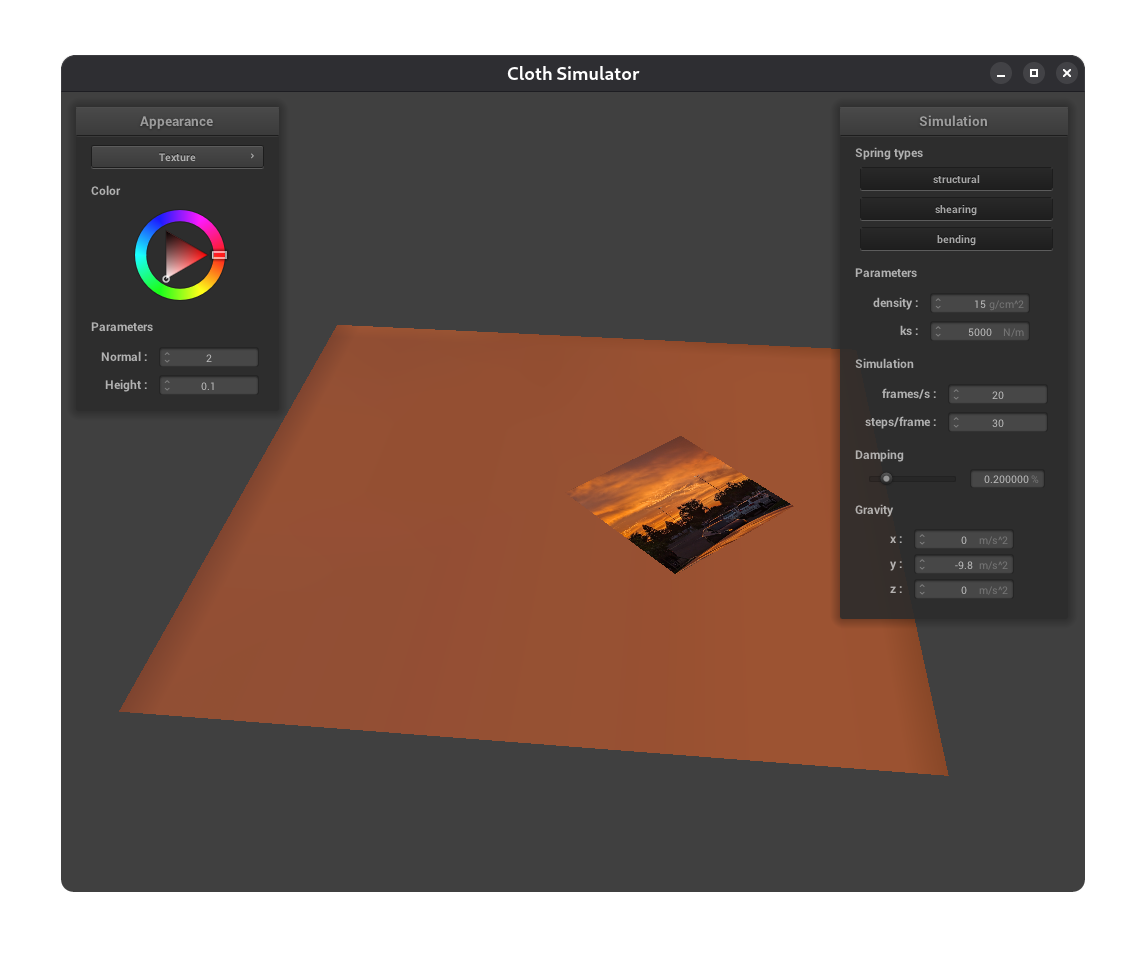 Cloth Simulator
Appearance
Texture
Color
Parameters
Normal : 2
Height : 0.1
Simulation
Spring types
structural
shearing
bending
Parameters
density : 15 g/cm^2
ks : 5000 N/m
Simulation
frames/s : 20
steps/frame : 30
Damping
0.200000 %
Gravity
x : 0 m/s^2
y : -9.8 m/s^2
z : 0 m/s^2